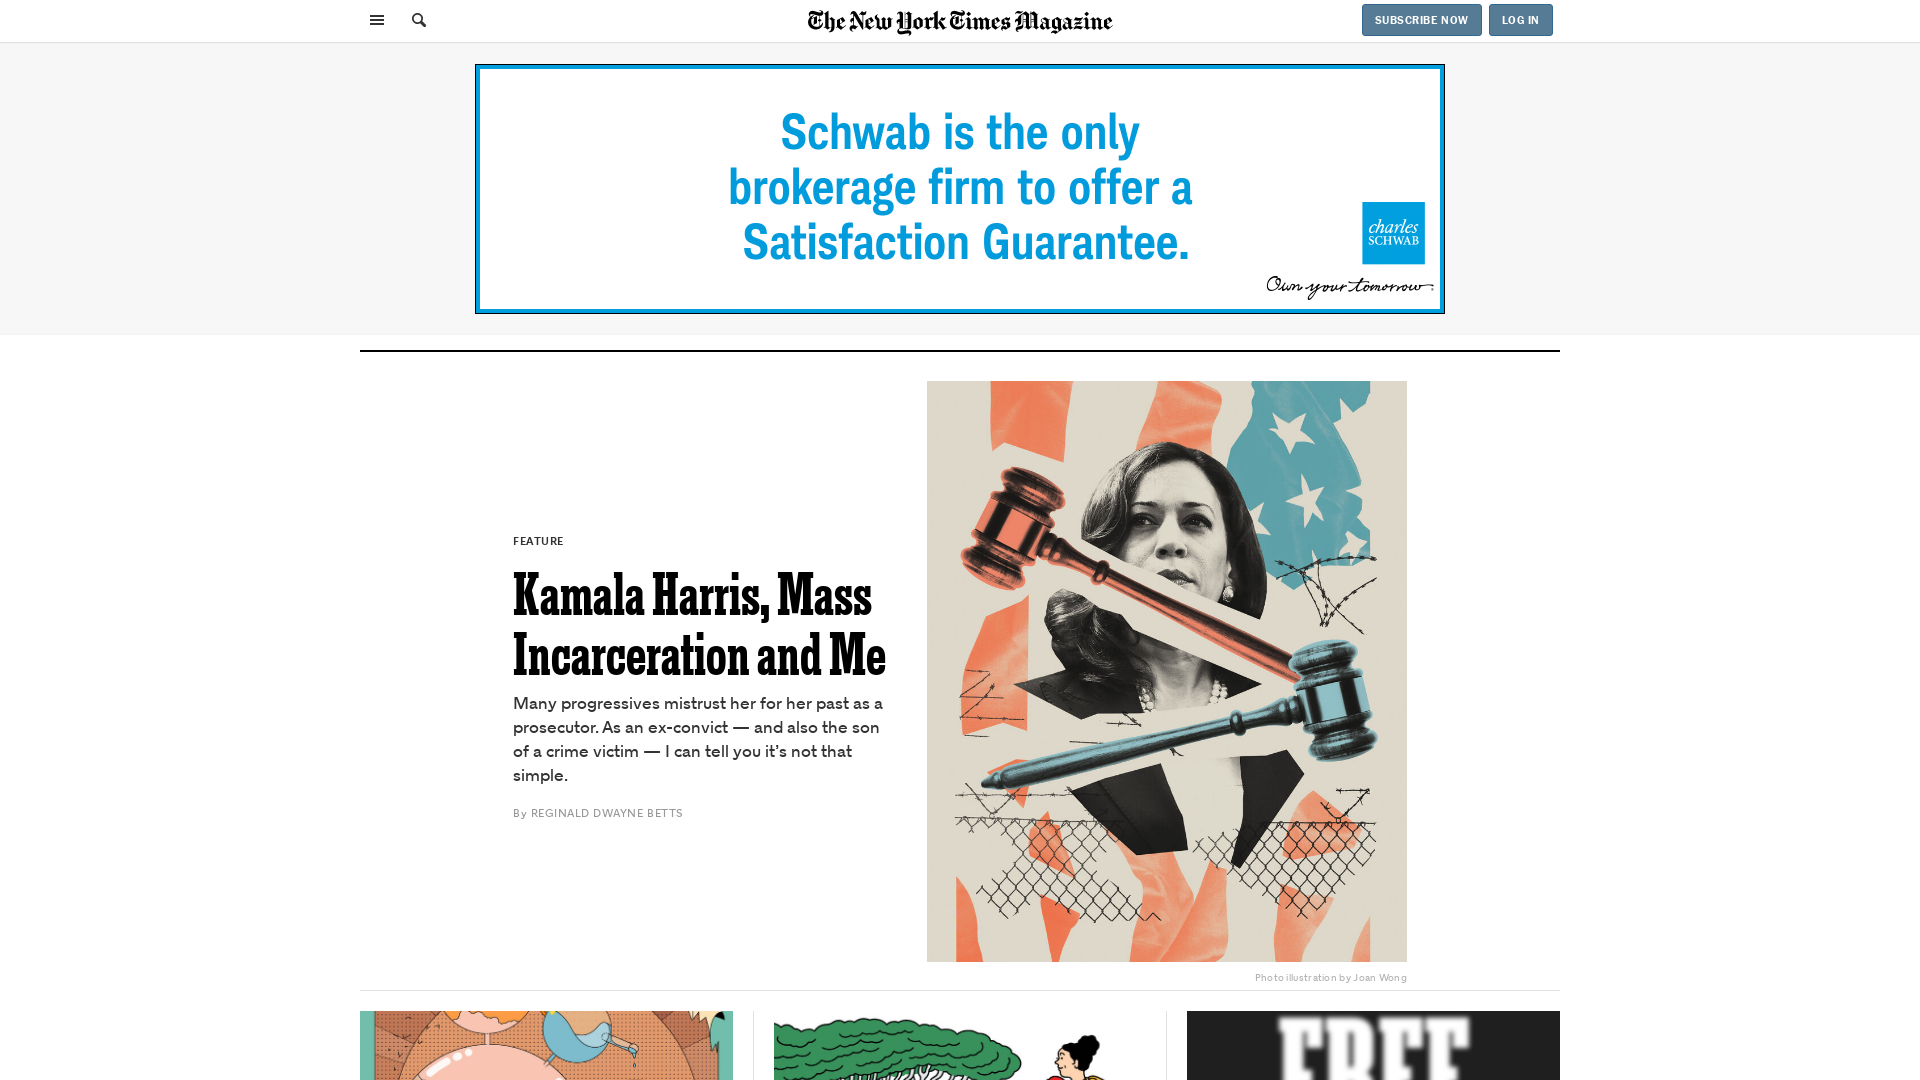 The New York Times Magazine
SUBSCRIBE NOW
LOG IN
Schwab is the only
brokerage firm to offer a
Satisfaction Guarantee.
charles
SCHWAB
Own your tomorrow
FEATURE
Kamala Harris, Mass
Incarceration and Me
Many progressives mistrust her for her past as a
prosecutor. As an ex-convict — and also the son
of a crime victim — I can tell you it’s not that
simple.
By REGINALD DWAYNE BETTS
Photo illustration by Joan Wong
FREE